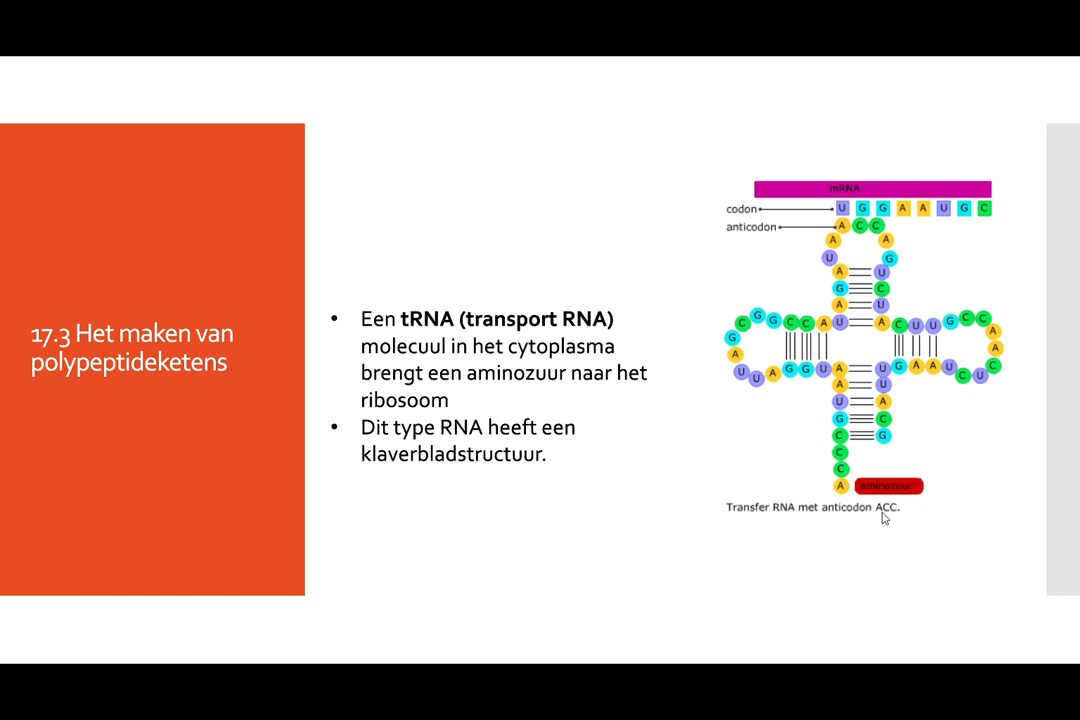 17.3 Het maken van
polypeptideketens
• Een tRNA (transport RNA)
molecuul in het cytoplasma
brengt een aminozuur naar het
ribosoom
• Dit type RNA heeft een
klaverbladstructuur.
mRNA
codon
U G G A A U G C
anticodon
A C C
A A
U G
A U
G C
A U
U A
G C G G C C A
C U U G C C A
A U U A G G U
G A A U C U C A
A U
A U
U A
G C
C G
C
C
A
aminozuur
Transfer RNA met anticodon ACC.